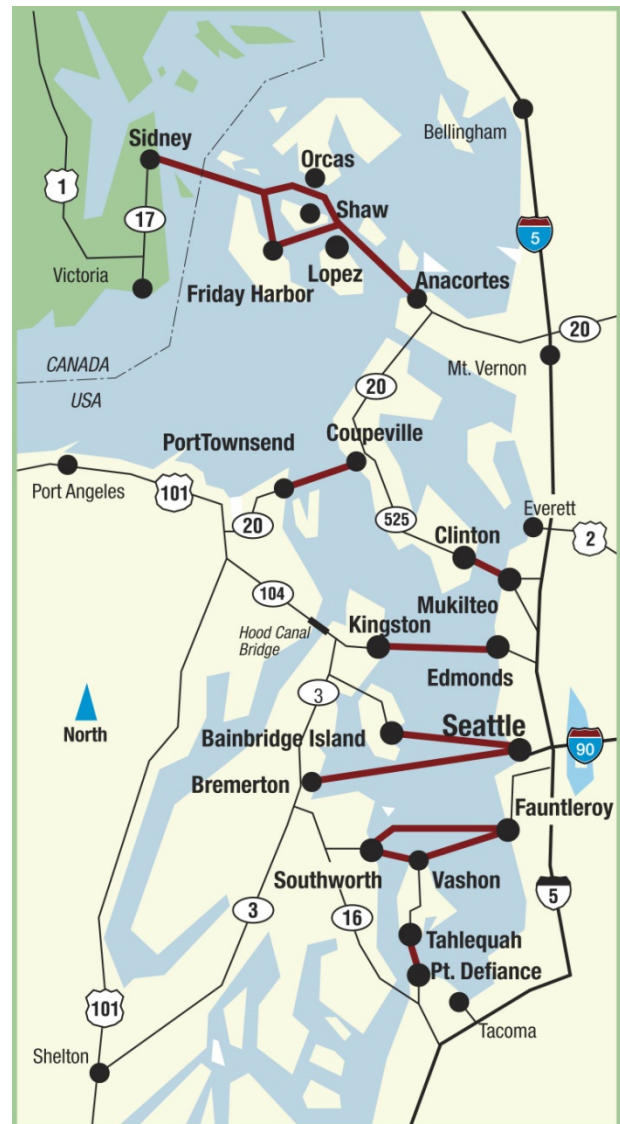 Bellingham
Sidney
Orcas
1
Shaw
17
5
Victoria
Lopez
Friday Harbor
Anacortes
20
CANADA
Mt. Vernon
USA
20
PortTownsend
Coupeville
Port Angeles
101
20
525
Everett
Clinton
2
104
Mukilteo
Hood Canal
Bridge
Kingston
Edmonds
3
North
Seattle
Bainbridge Island
90
Bremerton
Fauntleroy
Southworth
Vashon
5
3
16
Tahlequah
Pt. Defiance
101
Tacoma
Shelton